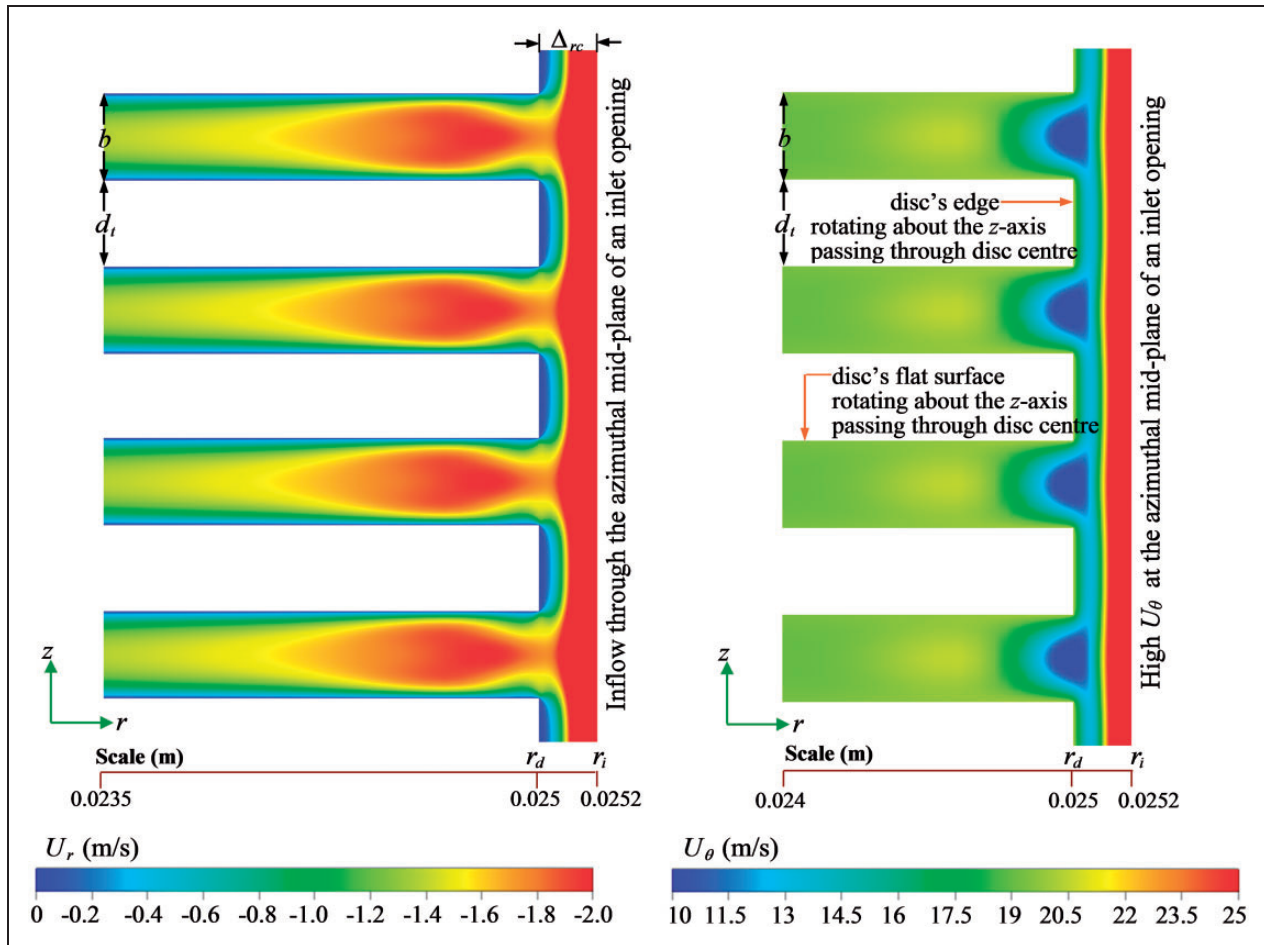 Δrc
b
dt
Inflow through the azimuthal mid-plane of an inlet opening
z
r
Scale (m)
rd
ri
0.0235
0.025
0.0252
Ur (m/s)
0 -0.2 -0.4 -0.6 -0.8 -1.0 -1.2 -1.4 -1.6 -1.8 -2.0
b
dt
disc's edge
rotating about the z-axis
passing through disc centre
disc's flat surface
rotating about the z-axis
passing through disc centre
High Uθ at the azimuthal mid-plane of an inlet opening
z
r
Scale (m)
rd
ri
0.024
0.025
0.0252
Uθ (m/s)
10 11.5 13 14.5 16 17.5 19 20.5 22 23.5 25